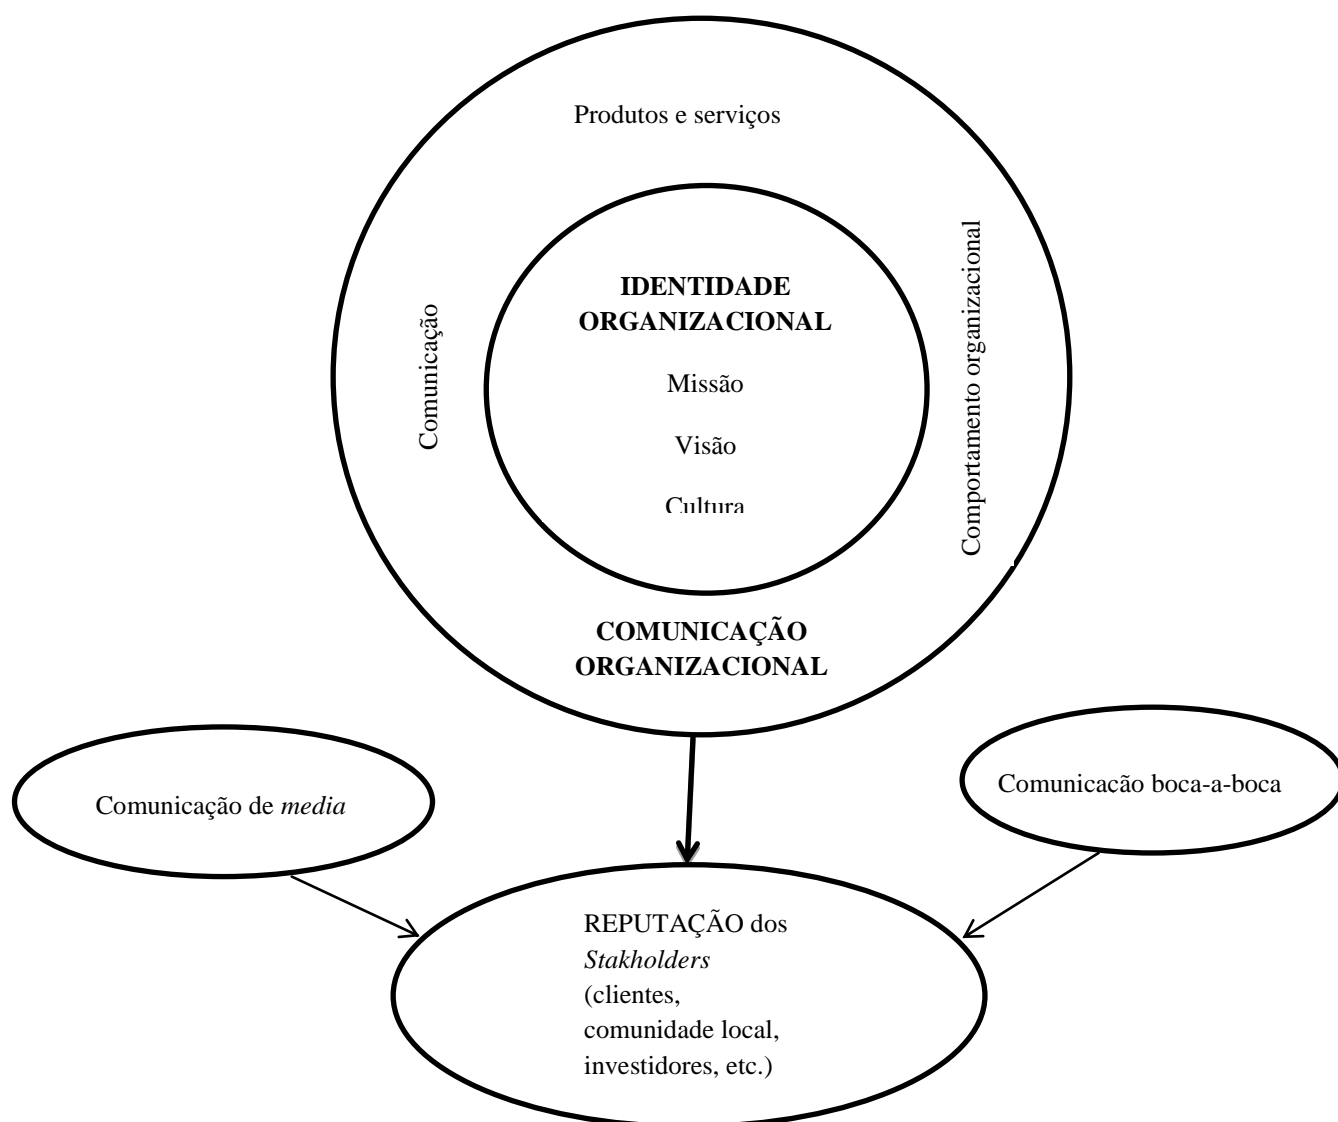 Produtos e serviços
Comunicação
IDENTIDADE
ORGANIZACIONAL
Missão
Visão
Cultura
Comportamento organizacional
COMUNICAÇÃO
ORGANIZACIONAL
Comunicação de media
Comunicacão boca-a-boca
REPUTAÇÃO dos
Stakholders
(clientes,
comunidade local,
investidores, etc.)